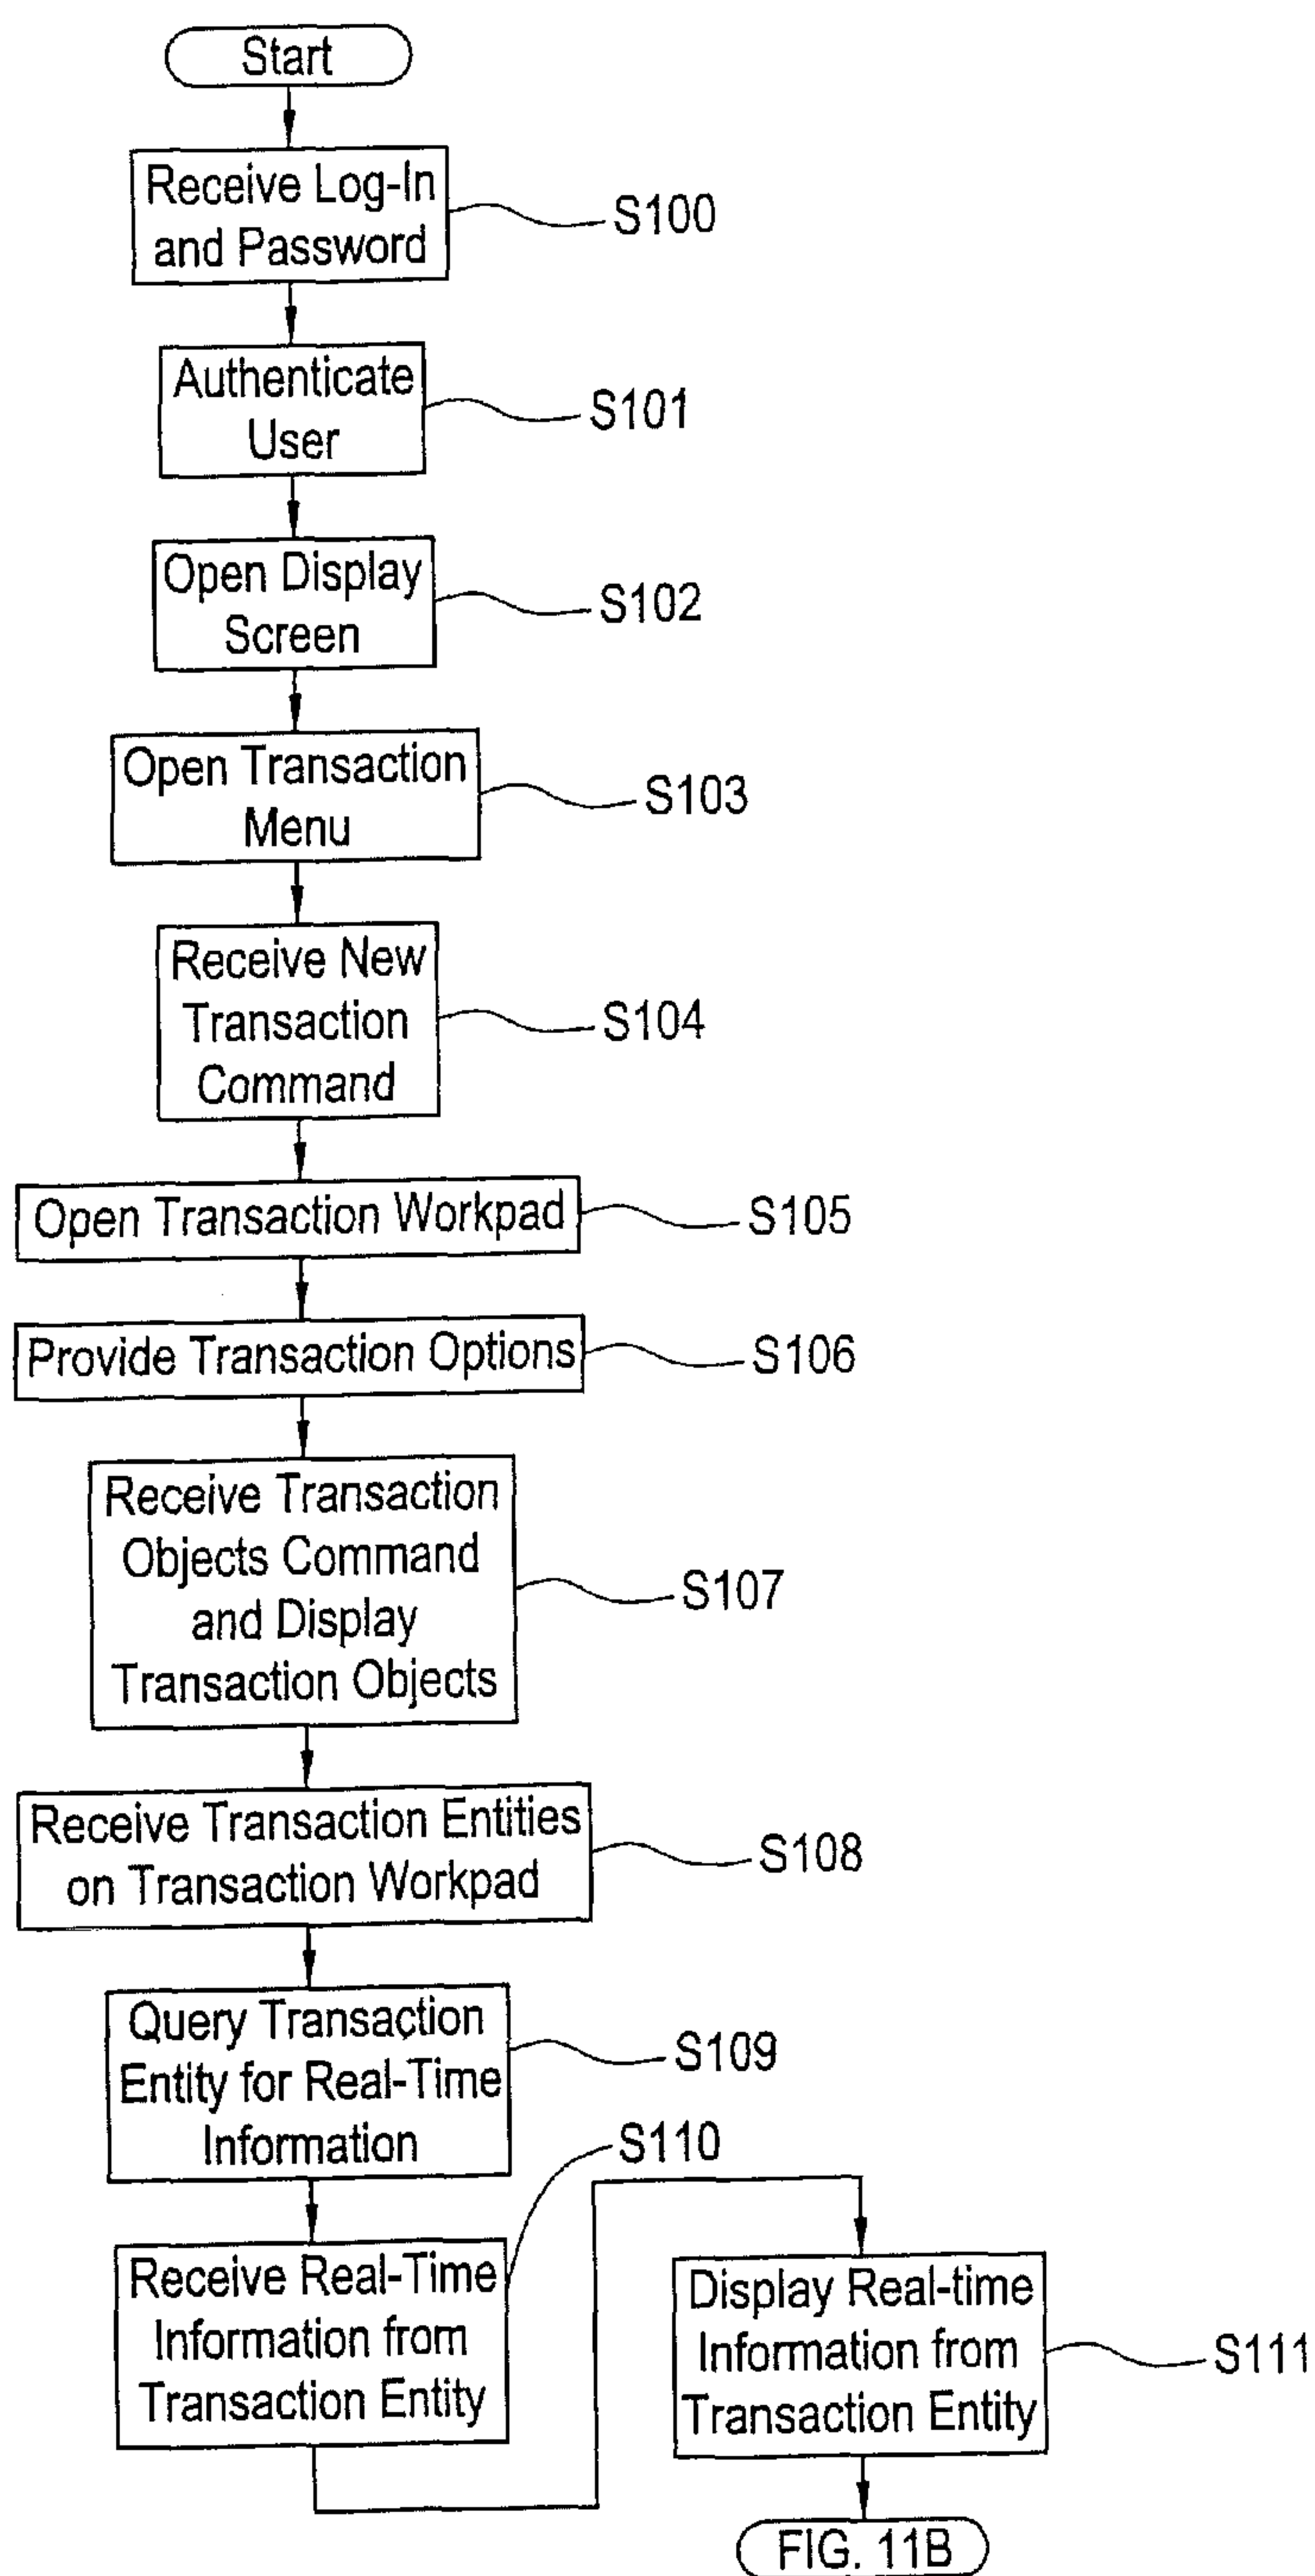 Start
Receive Log-In
and Password
S100
Authenticate
User
S101
Open Display
Screen
S102
Open Transaction
Menu
S103
Receive New
Transaction
Command
S104
Open Transaction Workpad
S105
Provide Transaction Options
S106
Receive Transaction
Objects Command
and Display
Transaction Objects
S107
Receive Transaction Entities
on Transaction Workpad
S108
Query Transaction
Entity for Real-Time
Information
S109
Receive Real-Time
Information from
Transaction Entity
S110
Display Real-time
Information from
Transaction Entity
S111
FIG. 11B